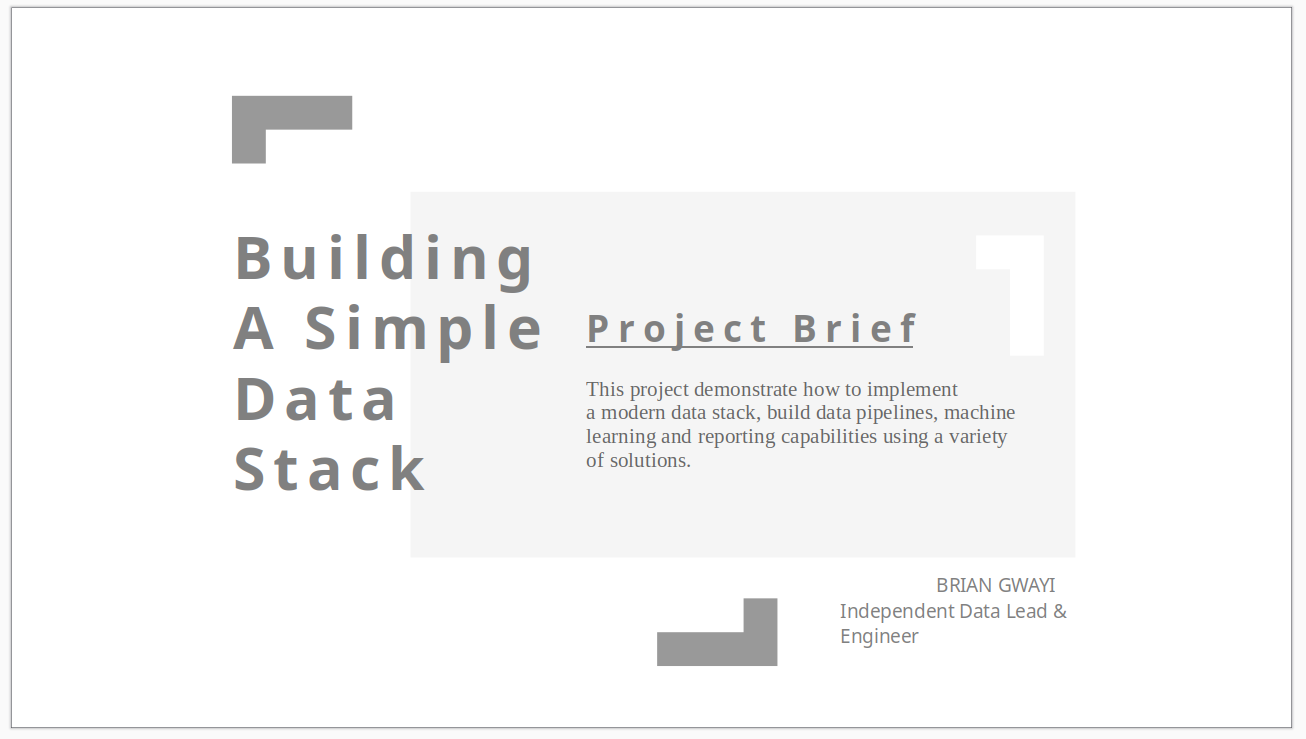 Building
A Simple
Data
Stack
Project Brief
This project demonstrate how to implement
a modern data stack, build data pipelines, machine
learning and reporting capabilities using a variety
of solutions.
BRIAN GWAYI
Independent Data Lead &
Engineer